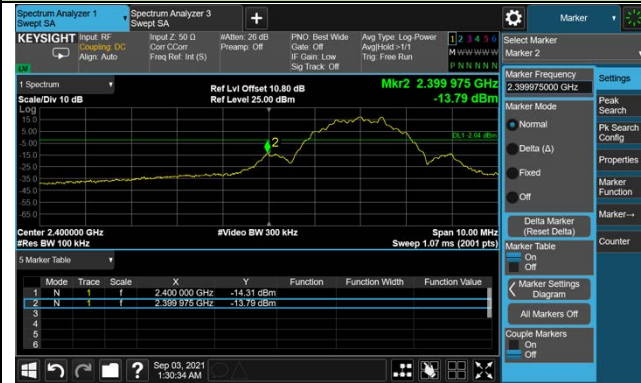 Spectrum Analyzer 1
Swept SA
Spectrum Analyzer 3
Swept SA
+
Marker
KEYSIGHT
Input: RF
Coupling: DC
Align: Auto
Input Z: 50 Ω
Corr CCorr
Freq Ref: Int (S)
#Atten: 26 dB
Preamp: Off
PNO: Best Wide
Gate: Off
IF Gain: Low
Sig Track: Off
Avg Type: Log-Power
Avg|Hold:>1/1
Trig: Free Run
1 2 3 4 5 6
M W W W W W
P N N N N N
LVI
Select Marker
Marker 2
1 Spectrum
Scale/Div 10 dB
Ref Lvl Offset 10.80 dB
Ref Level 25.00 dBm
Mkr2 2.399 975 GHz
-13.79 dBm
Log
15.0
5.00
-5.00
-15.0
-25.0
-35.0
-45.0
-55.0
-65.0
DL1 -2.04 dBm
2
Center 2.400000 GHz
#Res BW 100 kHz
#Video BW 300 kHz
Span 10.00 MHz
Sweep 1.07 ms (2001 pts)
Marker Frequency
2.399975000 GHz
Marker Mode
Normal
Delta (Δ)
Fixed
Off
Delta Marker
(Reset Delta)
Marker Table
On
Off
Marker Settings
Diagram
All Markers Off
Couple Markers
On
Off
Settings
Peak
Search
Pk Search
Config
Properties
Marker
Function
Marker→
Counter
5 Marker Table
Mode Trace Scale X Y Function Function Width Function Value
1 N 1 f 2.400 000 GHz -14.31 dBm
2 N 1 f 2.399 975 GHz -13.79 dBm
3
4
5
6
?
Sep 03, 2021
1:30:34 AM